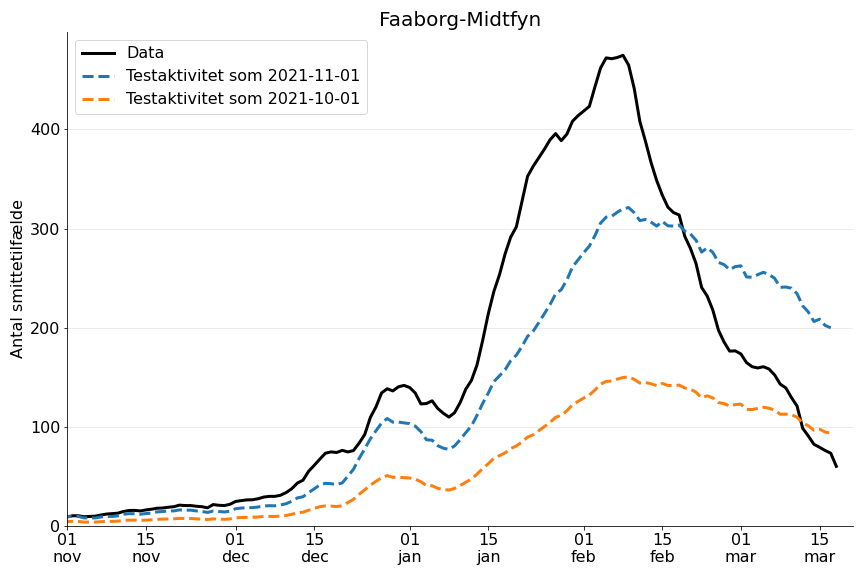 Faaborg-Midtfyn
Data
Testaktivitet som 2021-11-01
Testaktivitet som 2021-10-01
Antal smittetilfælde
400
300
200
100
0
01 15 01 15 01 15 01 15 01 15
nov nov dec dec jan jan feb feb mar mar